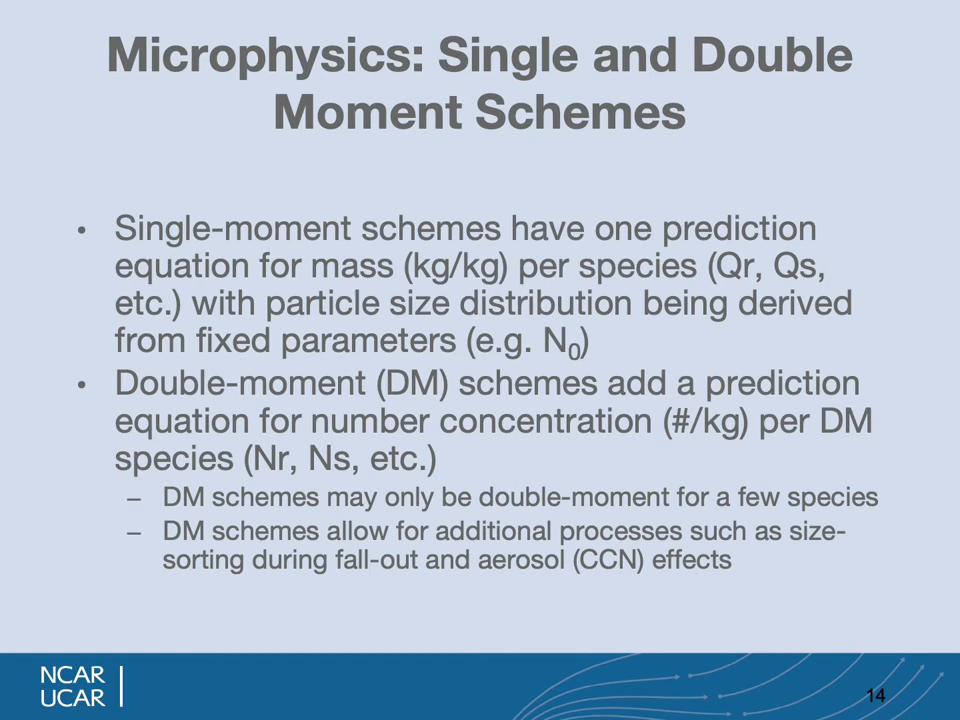 Microphysics: Single and Double
Moment Schemes
• Single-moment schemes have one prediction
equation for mass (kg/kg) per species (Qr, Qs,
etc.) with particle size distribution being derived
from fixed parameters (e.g. N₀)
• Double-moment (DM) schemes add a prediction
equation for number concentration (#/kg) per DM
species (Nr, Ns, etc.)
– DM schemes may only be double-moment for a few species
– DM schemes allow for additional processes such as size-
sorting during fall-out and aerosol (CCN) effects
NCAR
UCAR
14